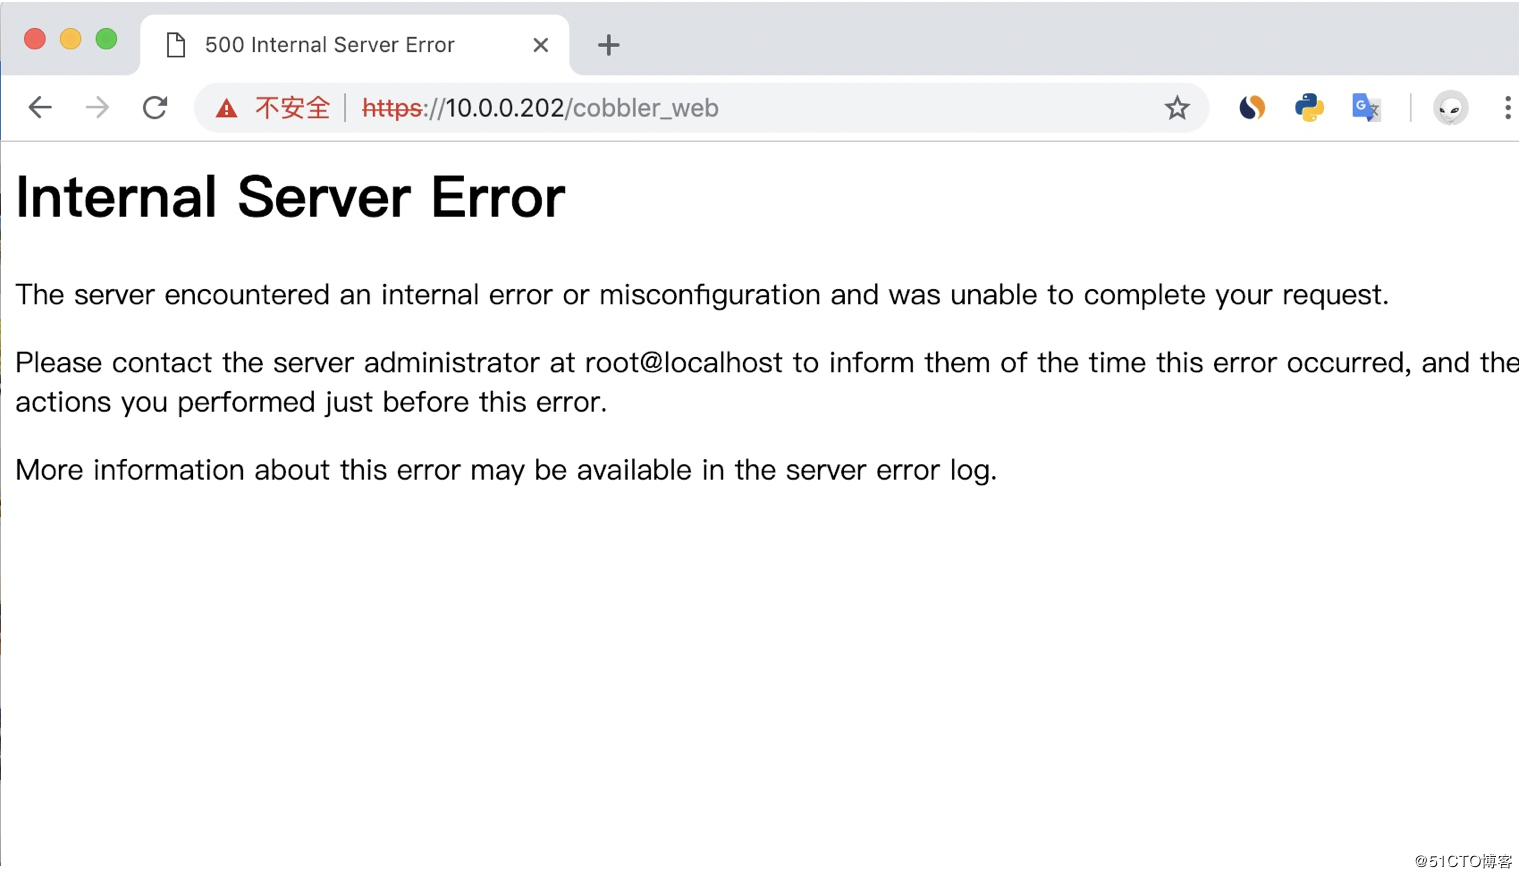 500 Internal Server Error
不安全 https://10.0.0.202/cobbler_web
Internal Server Error
The server encountered an internal error or misconfiguration and was unable to complete your request.
Please contact the server administrator at root@localhost to inform them of the time this error occurred, and the
actions you performed just before this error.
More information about this error may be available in the server error log.
@51CTO博客